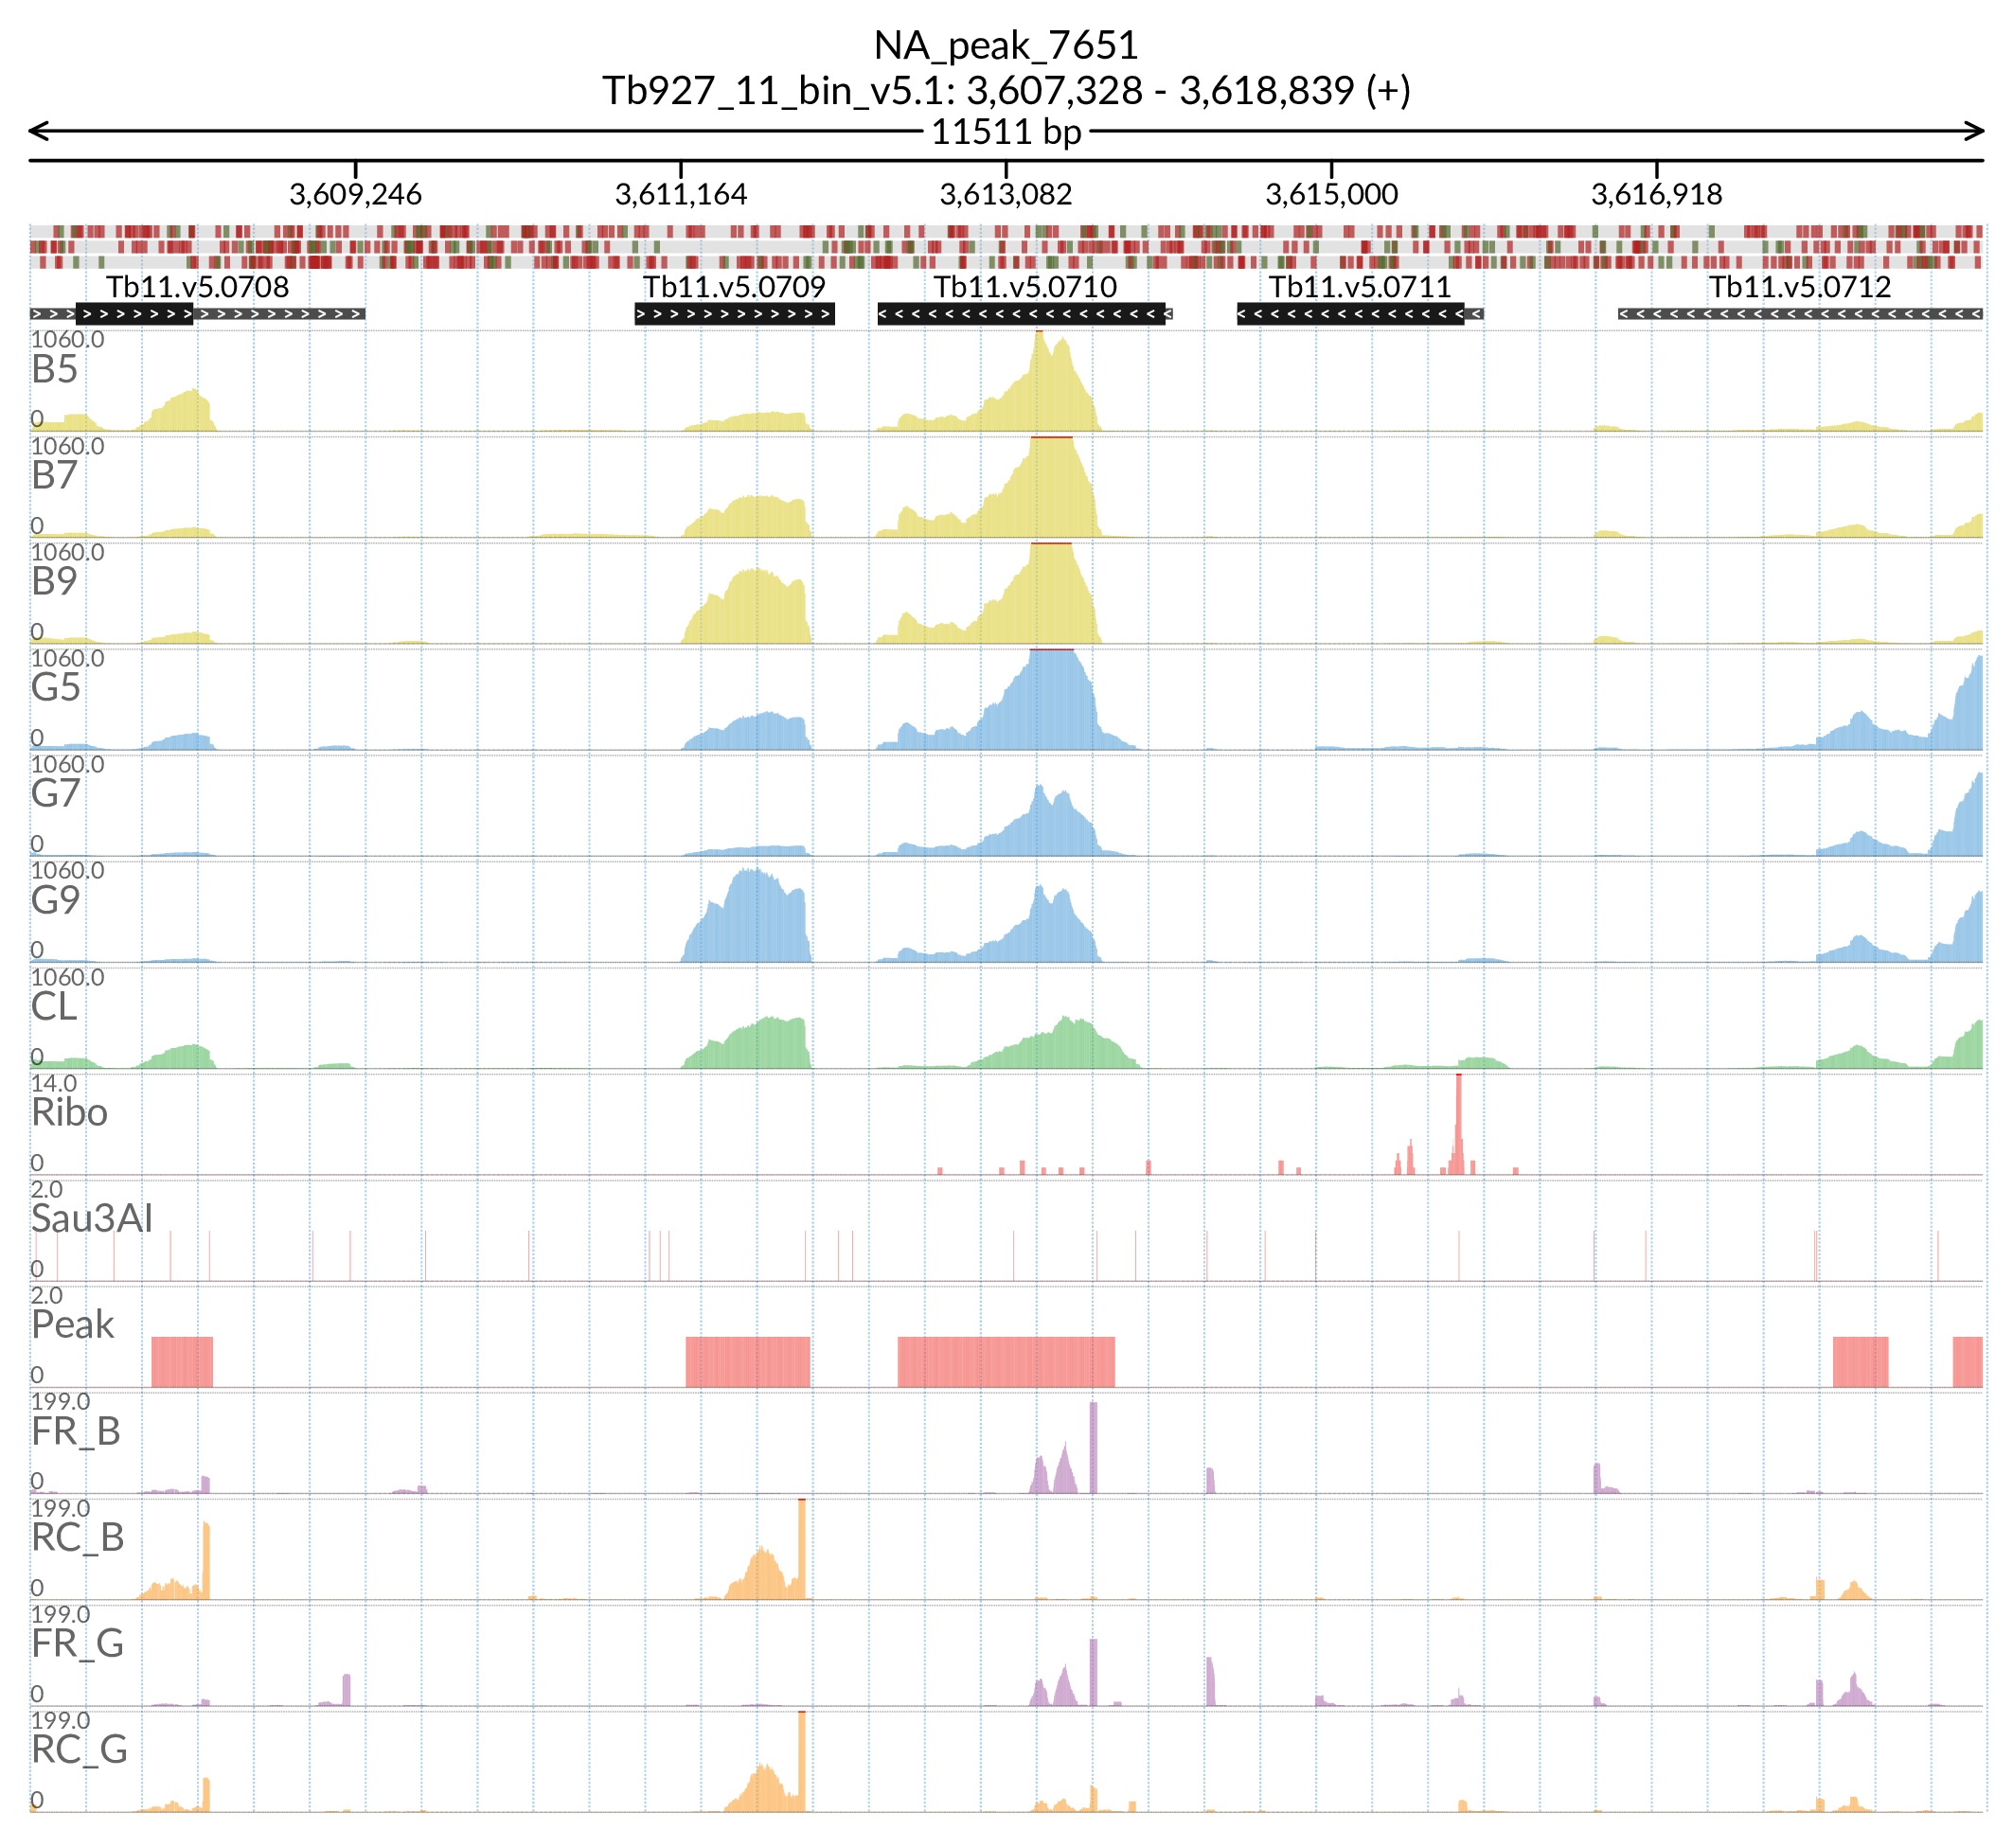 NA_peak_7651
Tb927_11_bin_v5.1: 3,607,328 - 3,618,839 (+)
11511 bp
3,609,246 3,611,164 3,613,082 3,615,000 3,616,918
Tb11.v5.0708 Tb11.v5.0709 Tb11.v5.0710 Tb11.v5.0711 Tb11.v5.0712
1060.0
B5
0
1060.0
B7
0
1060.0
B9
0
1060.0
G5
0
1060.0
G7
0
1060.0
G9
0
1060.0
CL
0
14.0
Ribo
0
2.0
Sau3AI
0
2.0
Peak
0
199.0
FR_B
0
199.0
RC_B
0
199.0
FR_G
0
199.0
RC_G
0